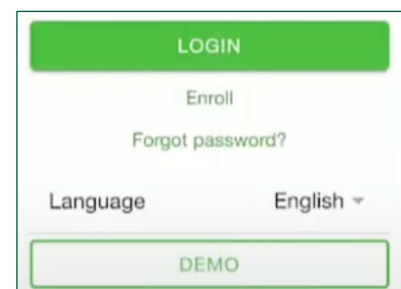 LOGIN
Enroll
Forgot password?
Language English
DEMO